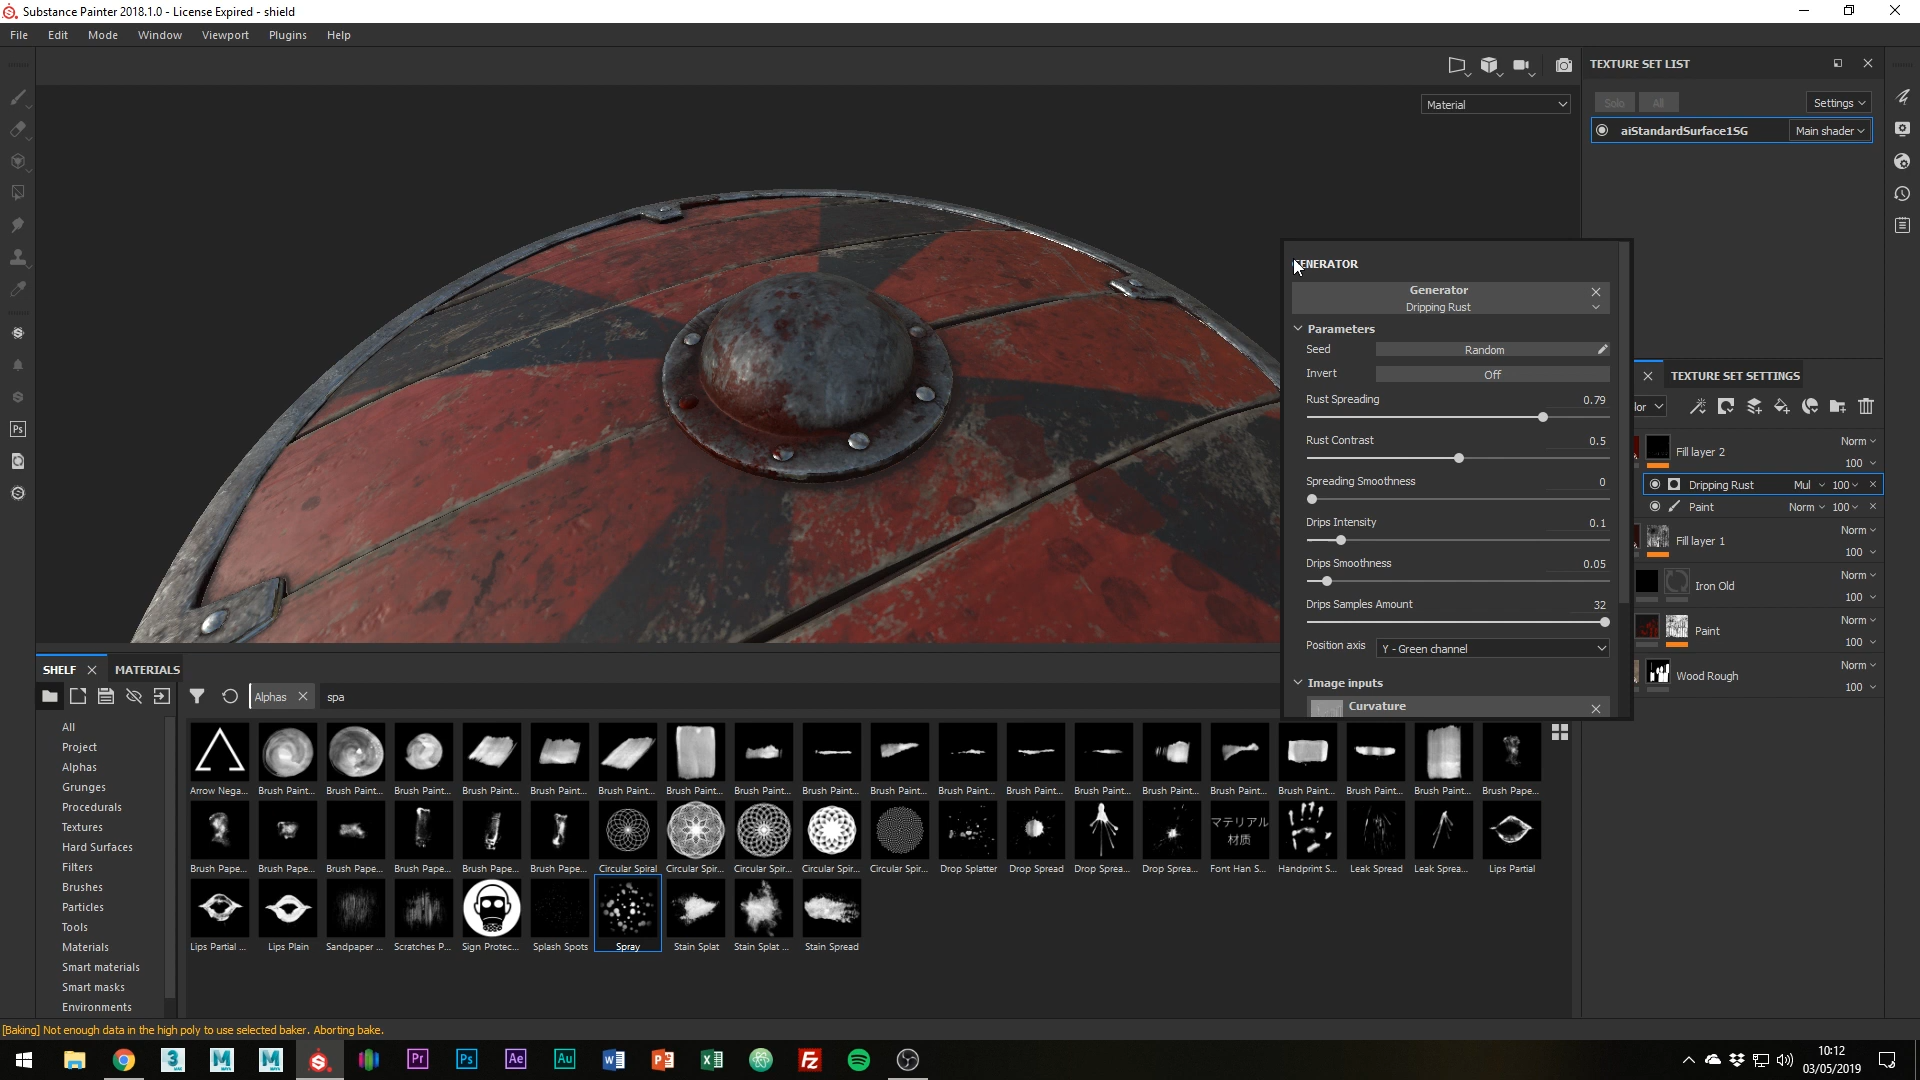 Substance Painter 2018.1.0 - License Expired - shield
File Edit Mode Window Viewport Plugins Help
TEXTURE SET LIST
Solo All Settings
Material
aiStandardSurface1SG Main shader
GENERATOR
Generator
Dripping Rust
Parameters
Seed Random
Invert Off
Rust Spreading 0.79
Rust Contrast 0.5
Spreading Smoothness 0
Drips Intensity 0.1
Drips Smoothness 0.05
Drips Samples Amount 32
Position axis Y - Green channel
Image inputs
Curvature
TEXTURE SET SETTINGS
lor
Fill layer 2 Norm
100
Dripping Rust Mul 100
Paint Norm 100
Fill layer 1 Norm
100
Iron Old Norm
100
Paint Norm
100
Wood Rough Norm
100
SHELF MATERIALS
Alphas spa
All
Project
Alphas
Grunges
Procedurals
Textures
Hard Surfaces
Filters
Brushes
Particles
Tools
Materials
Smart materials
Smart masks
Environments
Arrow Nega... Brush Paint... Brush Paint... Brush Paint... Brush Paint... Brush Paint... Brush Paint... Brush Paint... Brush Paint... Brush Paint... Brush Paint... Brush Paint... Brush Paint... Brush Paint... Brush Paint... Brush Paint... Brush Paint... Brush Paint... Brush Paint... Brush Pape...
マテリアル
材质
Brush Pape... Brush Pape... Brush Pape... Brush Pape... Brush Pape... Brush Pape... Circular Spiral Circular Spir... Circular Spir... Circular Spir... Circular Spir... Drop Splatter Drop Spread Drop Sprea... Drop Sprea... Font Han S... Handprint S... Leak Spread Leak Sprea... Lips Partial
Lips Partial ... Lips Plain Sandpaper ... Scratches P... Sign Protec... Splash Spots Spray Stain Splat Stain Splat ... Stain Spread
[Baking] Not enough data in the high poly to use selected baker. Aborting bake.
Ps
3 M M S Pr Ps Ae Au W P X Fz
10:12
03/05/2019